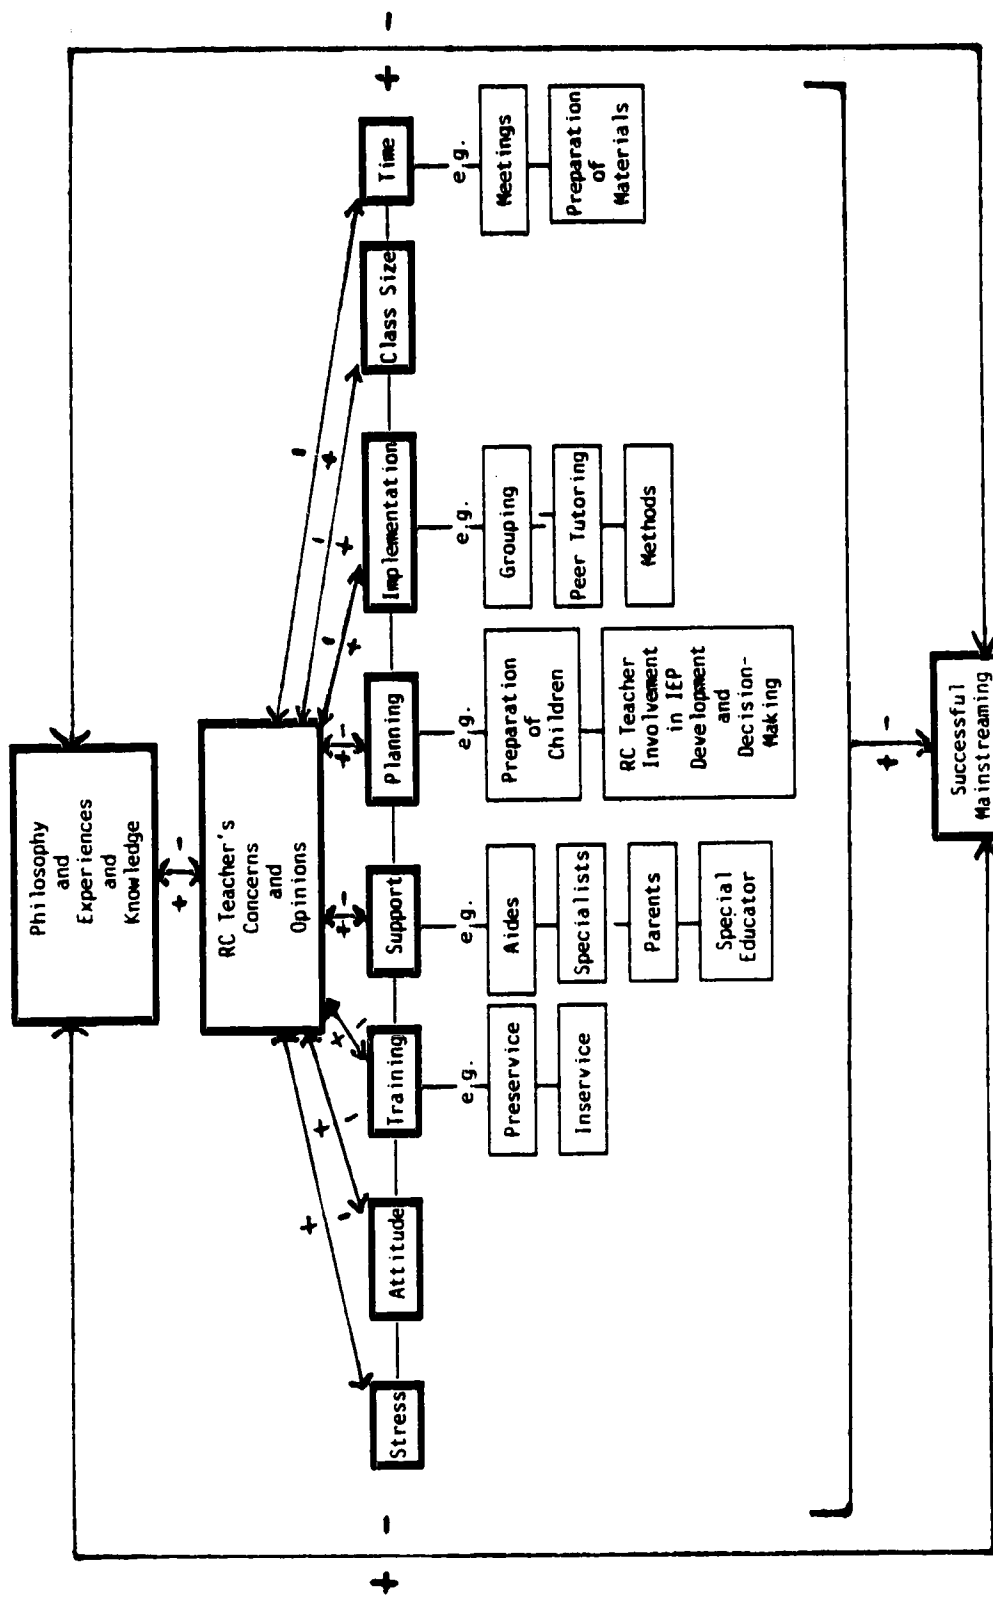 Philosophy
and
Experiences
and
Knowledge
+ -
RC Teacher's
Concerns
and
Opinions
+ -
+ -
+ -
+ -
+ -
+ -
+ -
+ -
+ -
+ -
Stress
Attitude
Training
Support
Planning
Implementation
Class Size
Time
e.g.
Preservice
Inservice
e.g.
Aides
Specialists
Parents
Special
Educator
e.g.
Preparation
of
Children
RC Teacher
Involvement
in IEP
Development
and
Decision-
Making
e.g.
Grouping
Peer Tutoring
Methods
e.g.
Meetings
Preparation
of
Materials
+ -
Successful
Mainstreaming